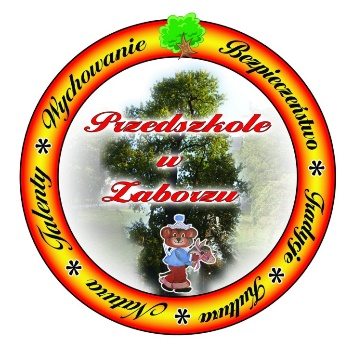 Przedszkole
w
Zaborzu
Wychowanie * Bezpieczeństwo * Tradycje * Kultura * Natura * Talenty *